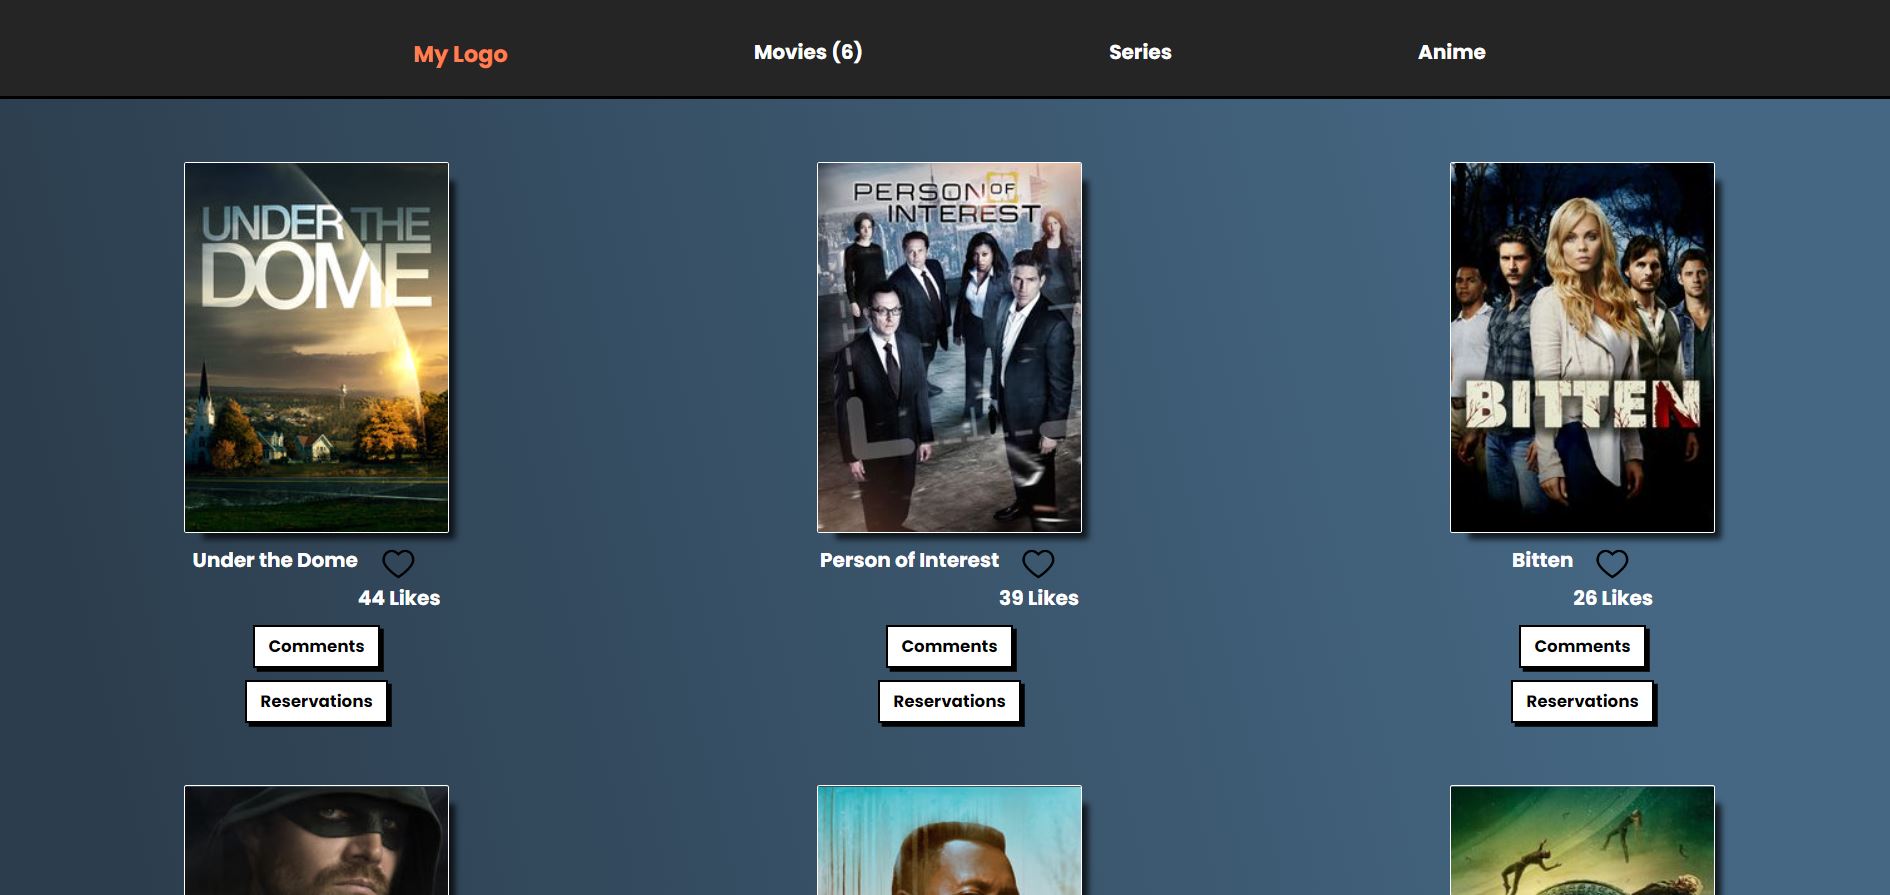 My Logo
Movies (6)
Series
Anime
UNDER THE
DOME
PERSON OF
INTEREST
BITTEN
Under the Dome
44 Likes
Person of Interest
39 Likes
Bitten
26 Likes
Comments
Comments
Comments
Reservations
Reservations
Reservations